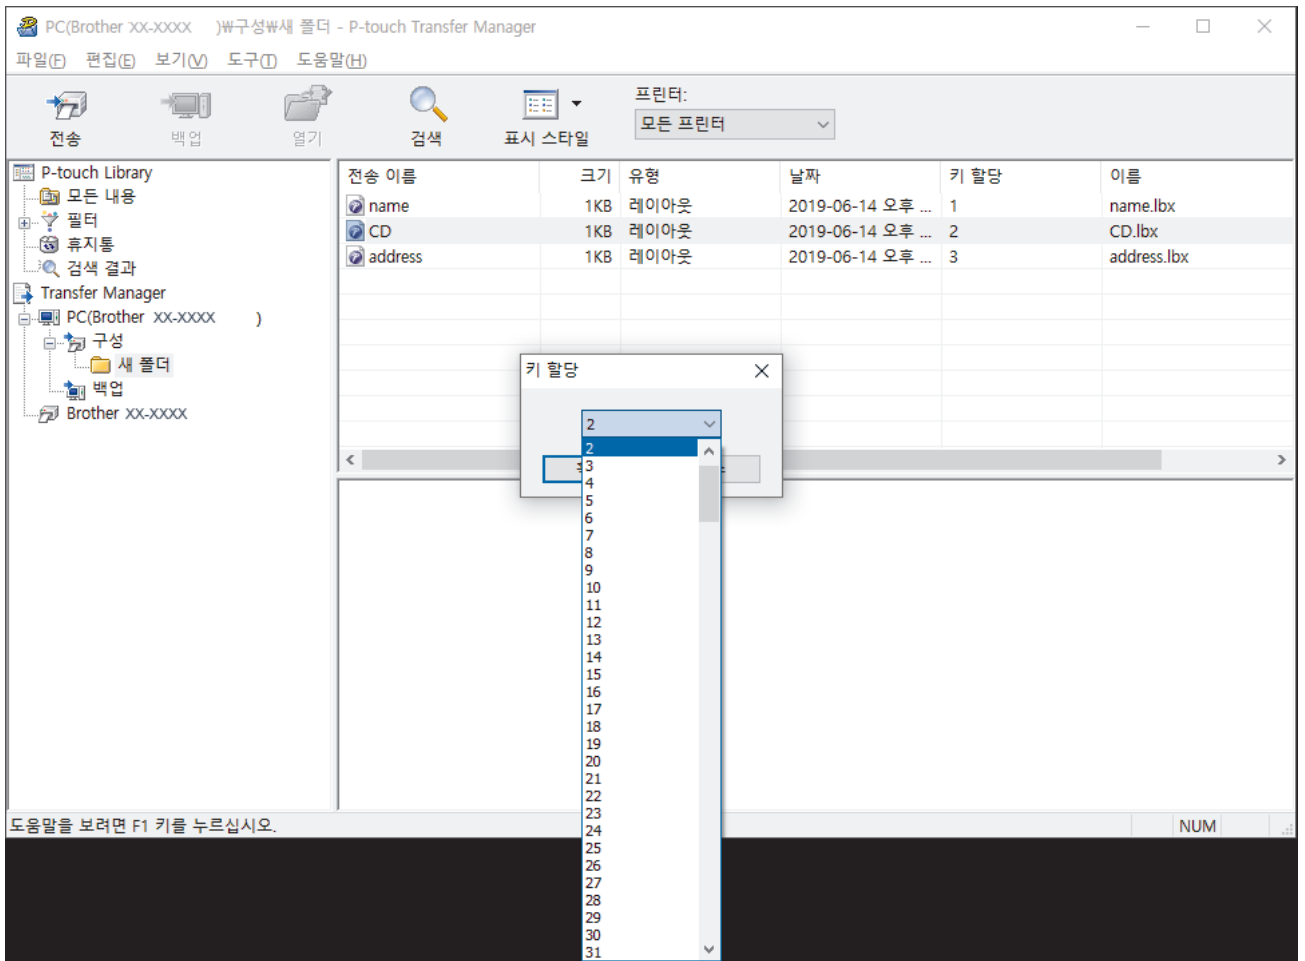 PC(Brother XX-XXXX )₩구성₩새 폴더 - P-touch Transfer Manager
파일(F) 편집(E) 보기(V) 도구(T) 도움말(H)
전송 백업 열기 검색 표시 스타일
프린터:
모든 프린터
P-touch Library
모든 내용
필터
휴지통
검색 결과
Transfer Manager
PC(Brother XX-XXXX )
구성
새 폴더
백업
Brother XX-XXXX
전송 이름 크기 유형 날짜 키 할당 이름
name 1KB 레이아웃 2019-06-14 오후 ... 1 name.lbx
CD 1KB 레이아웃 2019-06-14 오후 ... 2 CD.lbx
address 1KB 레이아웃 2019-06-14 오후 ... 3 address.lbx
키 할당
2
2
3
4
5
6
7
8
9
10
11
12
13
14
15
16
17
18
19
20
21
22
23
24
25
26
27
28
29
30
31
도움말을 보려면 F1 키를 누르십시오.
NUM